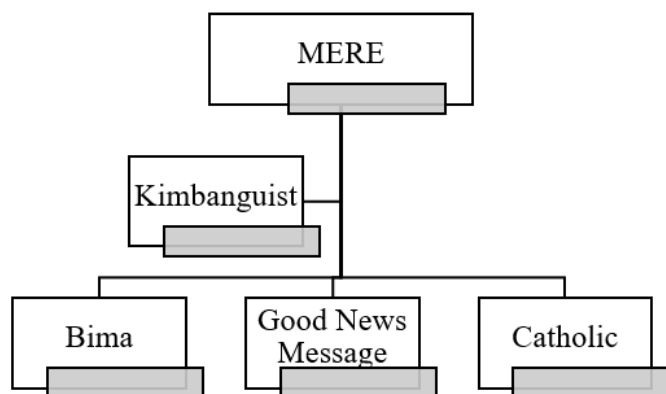 MERE
Kimbanguist
Bima
Good News
Message
Catholic